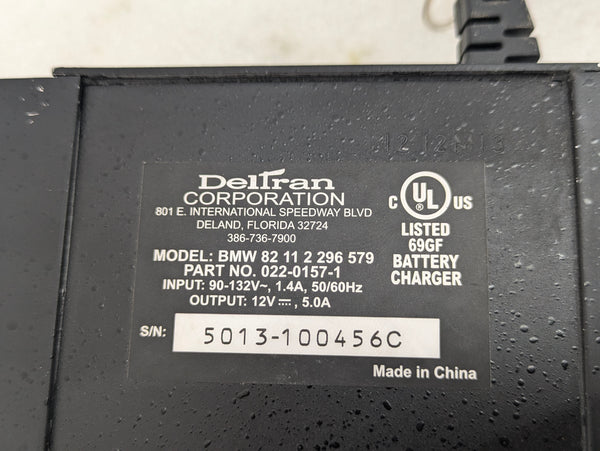 DelTran
CORPORATION
801 E. INTERNATIONAL SPEEDWAY BLVD
DELAND, FLORIDA 32724
386-736-7900
MODEL: BMW 82 11 2 296 579
PART NO. 022-0157-1
INPUT: 90-132V~, 1.4A, 50/60Hz
OUTPUT: 12V ⎓, 5.0A
C UL US
LISTED
69GF
BATTERY
CHARGER
S/N: 5013-100456C
Made in China